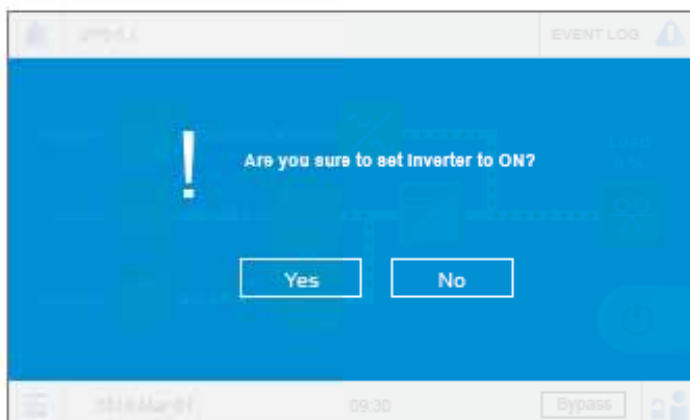 EVENT LOG
Are you sure to set Inverter to ON?
Yes
No
09:30
Bypass